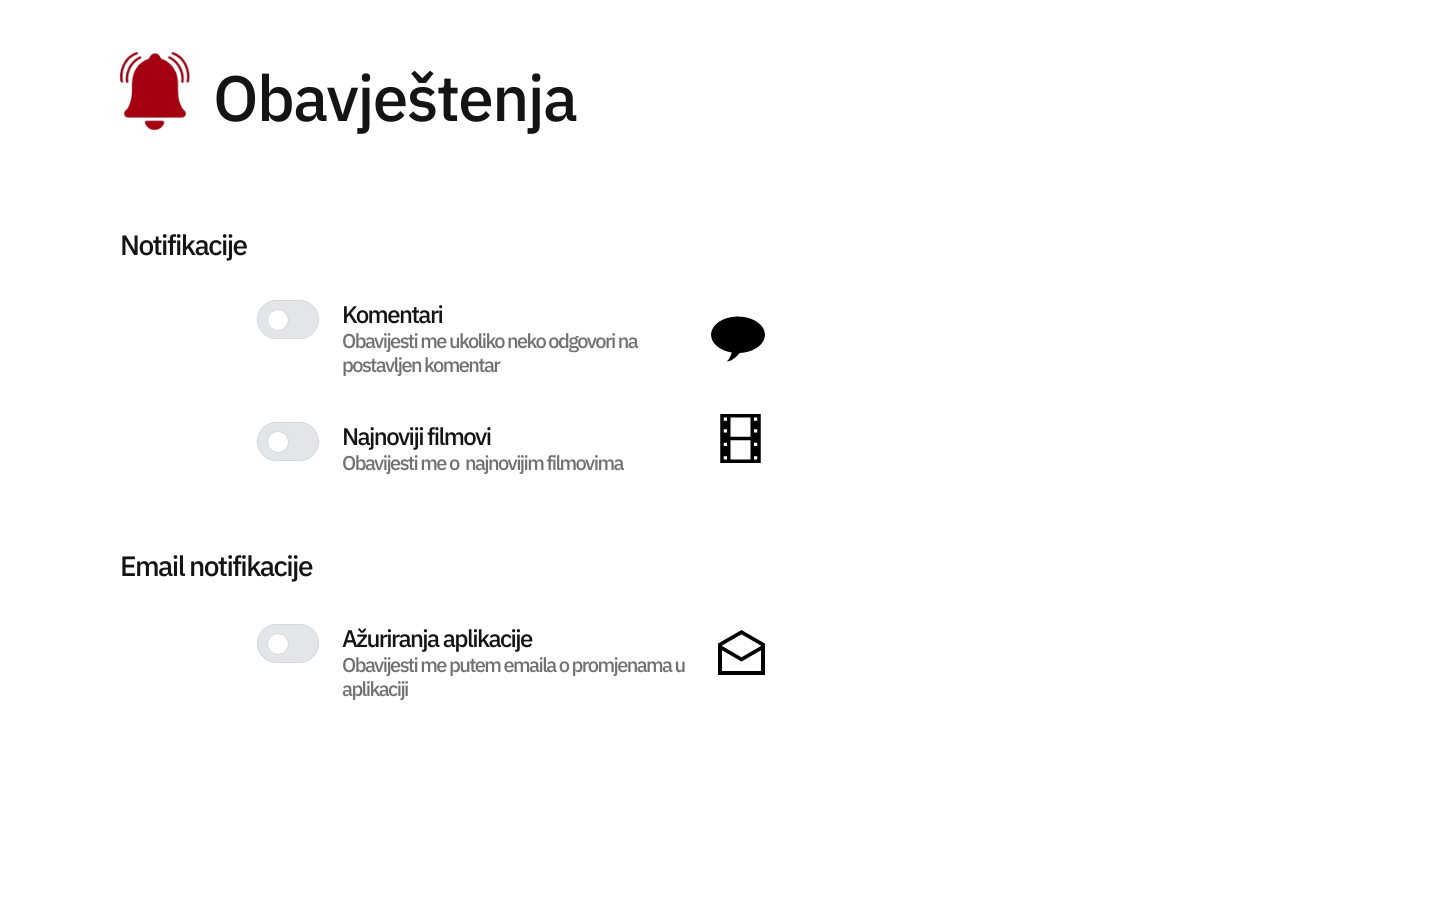 Obavještenja
Notifikacije
Komentari
Obavijesti me ukoliko neko odgovori na
postavljen komentar
Najnoviji filmovi
Obavijesti me o  najnovijim filmovima
Email notifikacije
Ažuriranja aplikacije
Obavijesti me putem emaila o promjenama u
aplikaciji